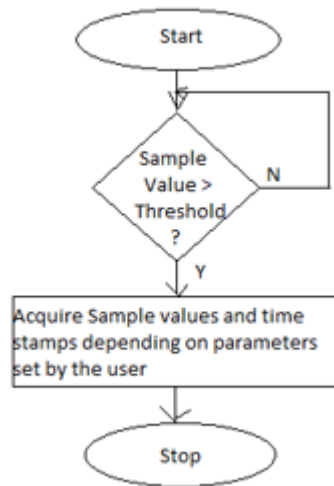 Start
Sample
Value >
Threshold
?
N
Y
Acquire Sample values and time
stamps depending on parameters
set by the user
Stop